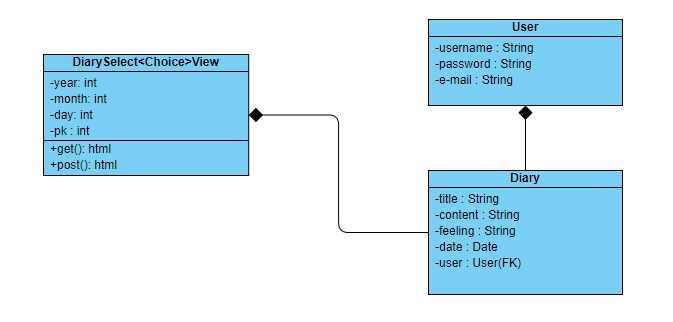 DiarySelect<Choice>View
-year: int
-month: int
-day: int
-pk : int
+get(): html
+post(): html
User
-username : String
-password : String
-e-mail : String
Diary
-title : String
-content : String
-feeling : String
-date : Date
-user : User(FK)